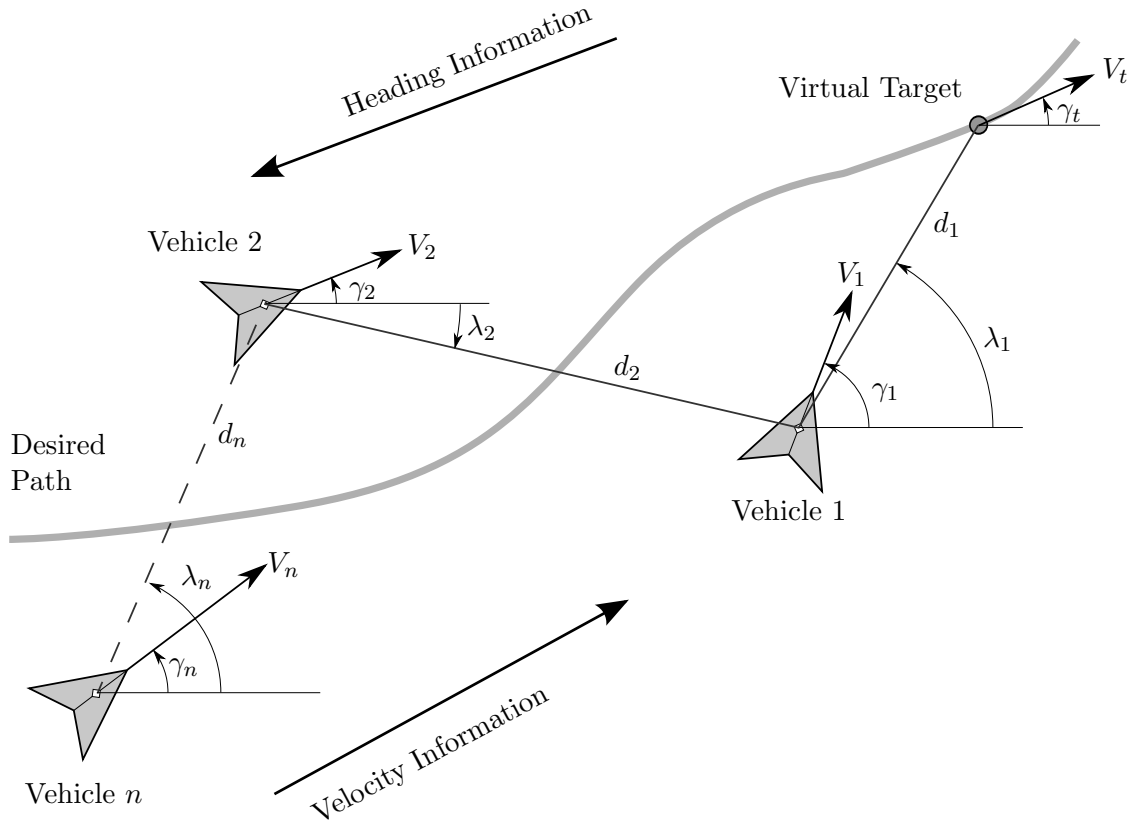 Heading Information
Virtual Target
V_t
γ_t
d_1
Vehicle 2
V_2
γ_2
λ_2
V_1
λ_1
d_2
γ_1
d_n
Desired
Path
Vehicle 1
λ_n
V_n
γ_n
Velocity Information
Vehicle n